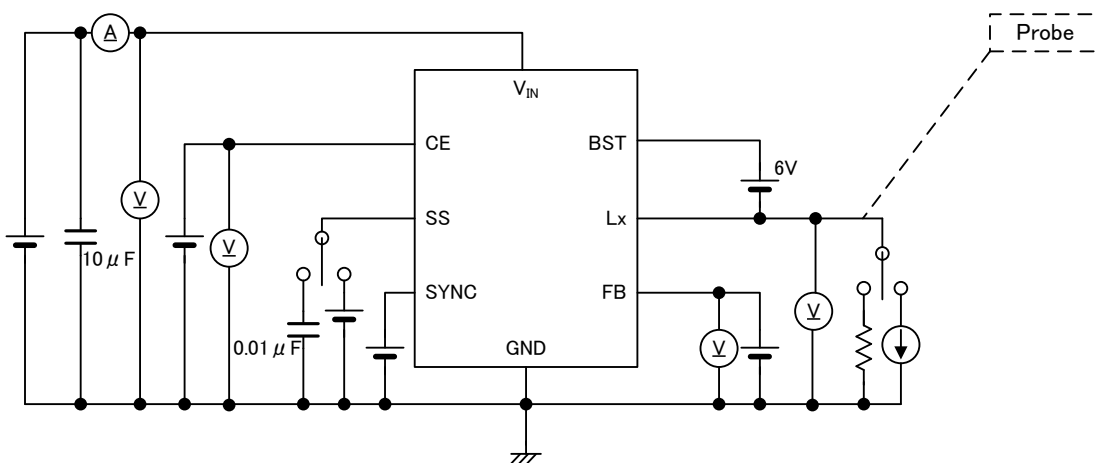 Probe
A
V_IN
CE
BST
6V
V
10μF
V
SS
Lx
SYNC
FB
V
0.01μF
GND
V